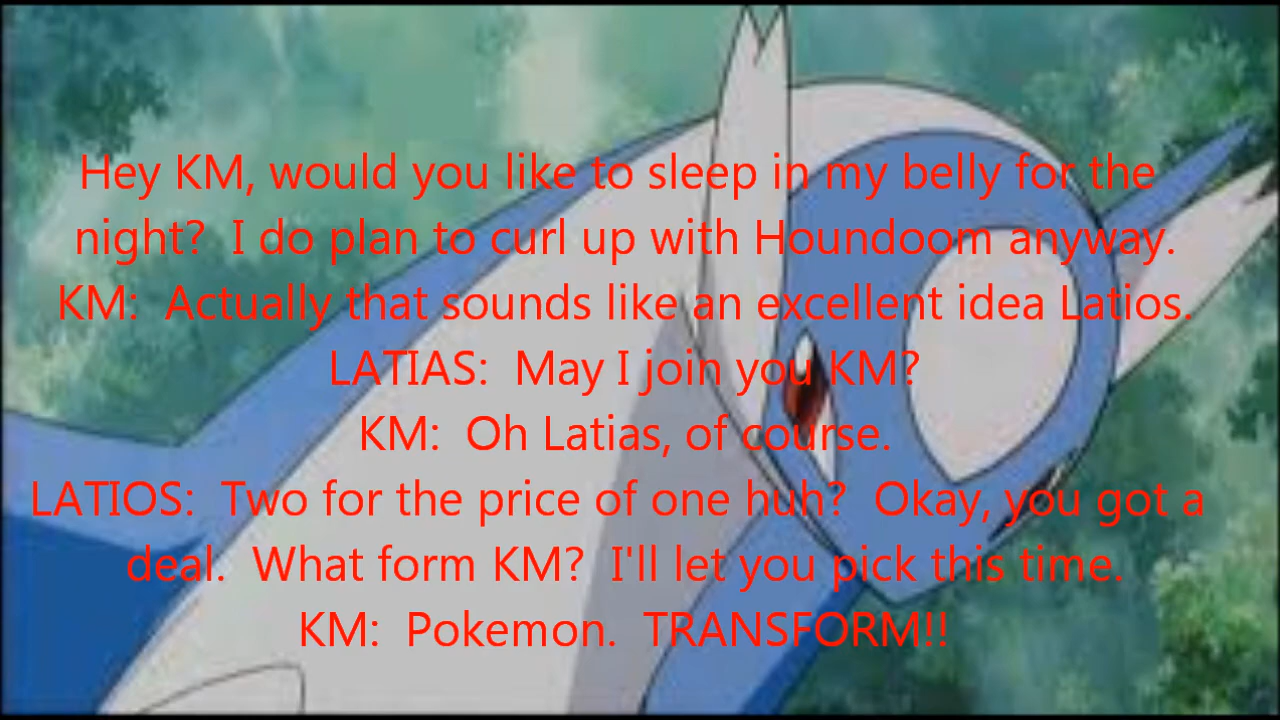 Hey KM, would you like to sleep in my belly for the
night?  I do plan to curl up with Houndoom anyway.
KM:  Actually that sounds like an excellent idea Latios.
LATIAS:  May I join you KM?
KM:  Oh Latias, of course.
LATIOS:  Two for the price of one huh?  Okay, you got a
deal.  What form KM?  I'll let you pick this time.
KM:  Pokemon.  TRANSFORM!!